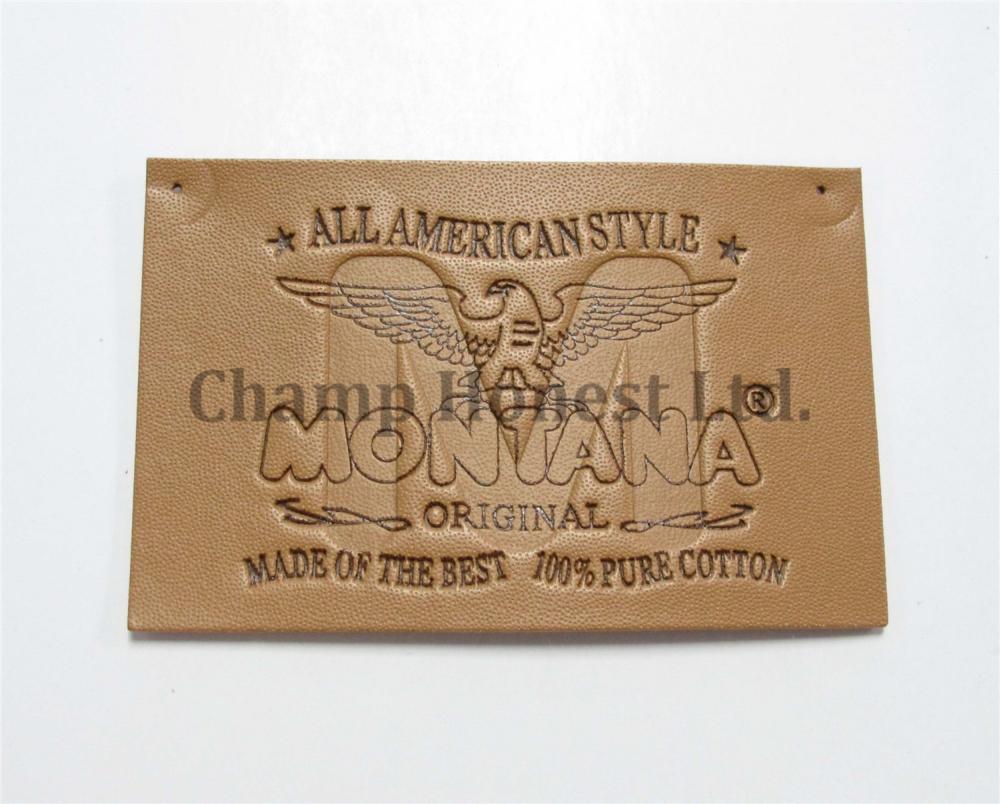 ★ ALL AMERICAN STYLE ★
M
Champ Honest Ltd.
MONTANA®
ORIGINAL
MADE OF THE BEST 100% PURE COTTON